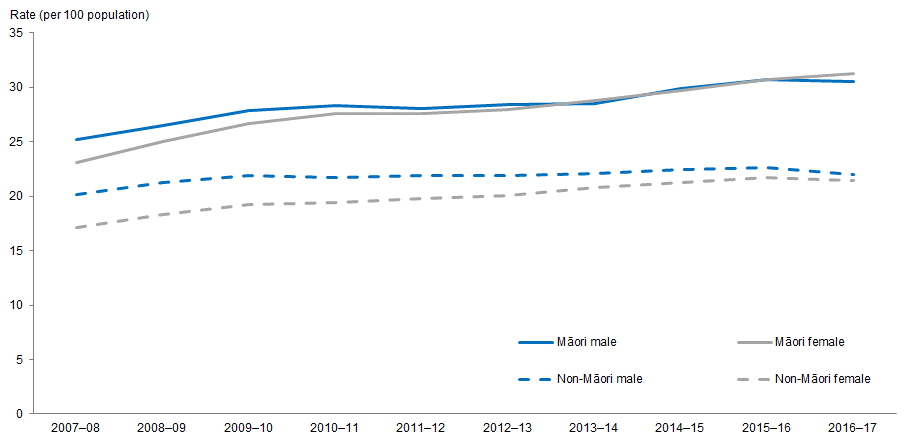 Rate (per 100 population)
35
30
25
20
15
10
5
0
Māori male
Māori female
Non-Māori male
Non-Māori female
2007–08 2008–09 2009–10 2010–11 2011–12 2012–13 2013–14 2014–15 2015–16 2016–17